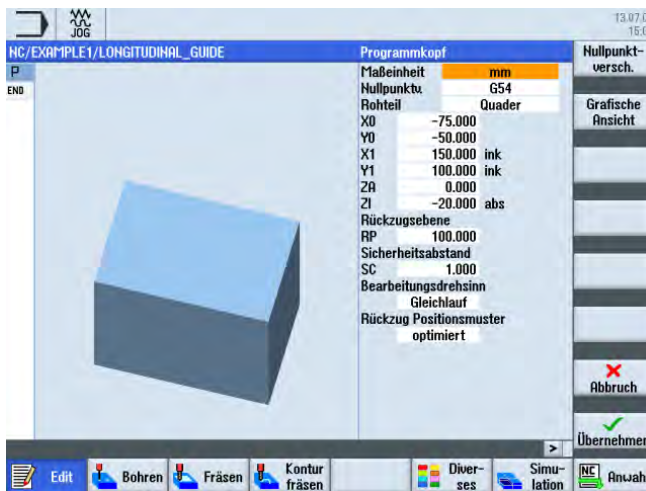 JOG
13.07.0
15:0
NC/EXAMPLE1/LONGITUDINAL_GUIDE
P
END
Programmkopf
Maßeinheit mm
Nullpunktv. G54
Rohteil Quader
X0 -75.000
Y0 -50.000
X1 150.000 ink
Y1 100.000 ink
ZA 0.000
ZI -20.000 abs
Rückzugsebene
RP 100.000
Sicherheitsabstand
SC 1.000
Bearbeitungsdrehsinn
Gleichlauf
Rückzug Positionsmuster
optimiert
Nullpunkt-
versch.
Grafische
Ansicht
Abbruch
Übernehmen
>
Edit
Bohren
Fräsen
Kontur
fräsen
Diver-
ses
Simu-
lation
NC
Anwah